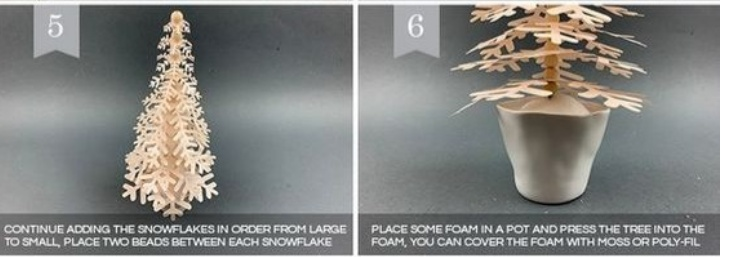 5
CONTINUE ADDING THE SNOWFLAKES IN ORDER FROM LARGE
TO SMALL, PLACE TWO BEADS BETWEEN EACH SNOWFLAKE
6
PLACE SOME FOAM IN A POT AND PRESS THE TREE INTO THE
FOAM, YOU CAN COVER THE FOAM WITH MOSS OR POLY-FIL